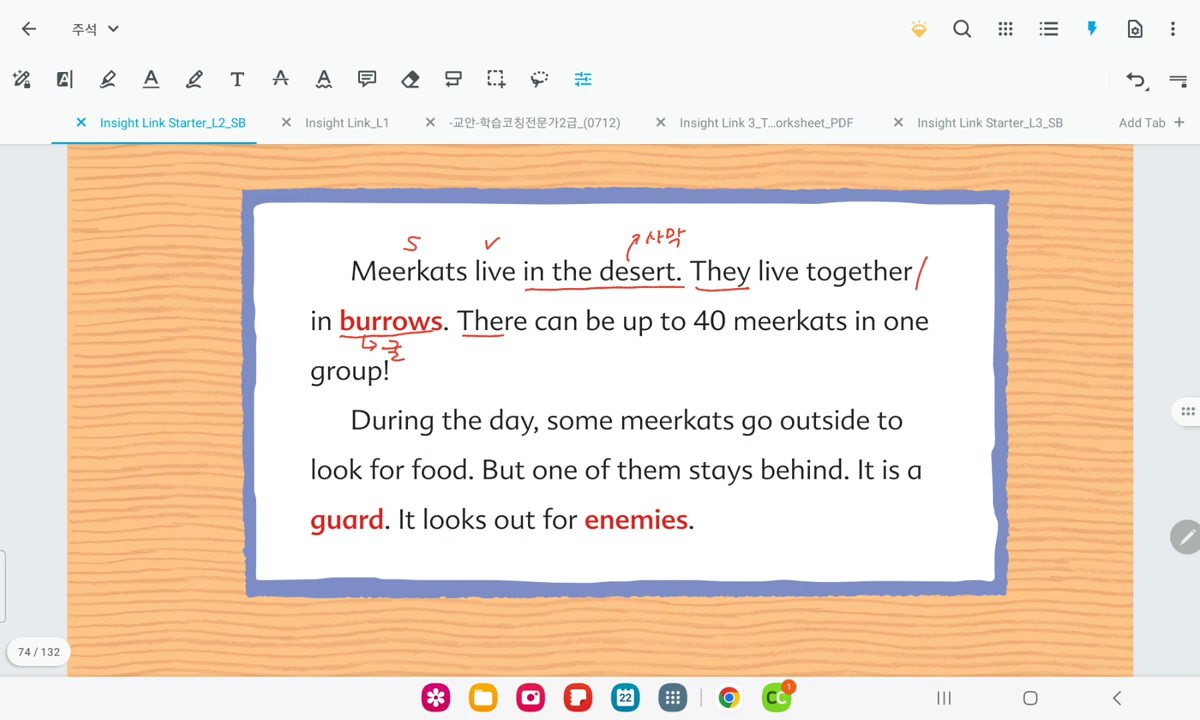 주석
Insight Link Starter_L2_SB
Insight Link_L1
-교안-학습코칭전문가2급_(0712)
Insight Link 3_T...orksheet_PDF
Insight Link Starter_L3_SB
Add Tab +
S V 사막
Meerkats live in the desert. They live together /
in burrows. There can be up to 40 meerkats in one
굴
group!
During the day, some meerkats go outside to
look for food. But one of them stays behind. It is a
guard. It looks out for enemies.
74 / 132
22
CC
1